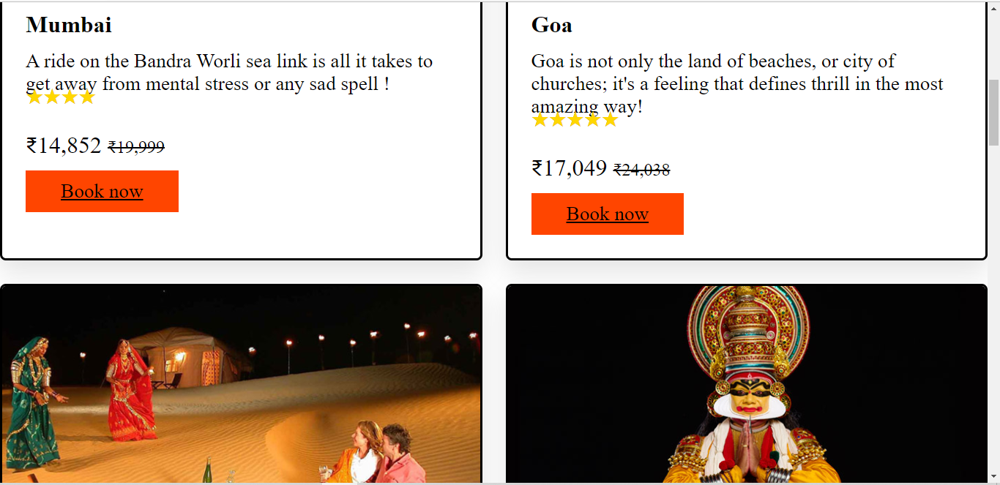 Mumbai
A ride on the Bandra Worli sea link is all it takes to
get away from mental stress or any sad spell !
★★★★
₹14,852 ₹19,999
Book now
Goa
Goa is not only the land of beaches, or city of
churches; it's a feeling that defines thrill in the most
amazing way!
★★★★★
₹17,049 ₹24,038
Book now